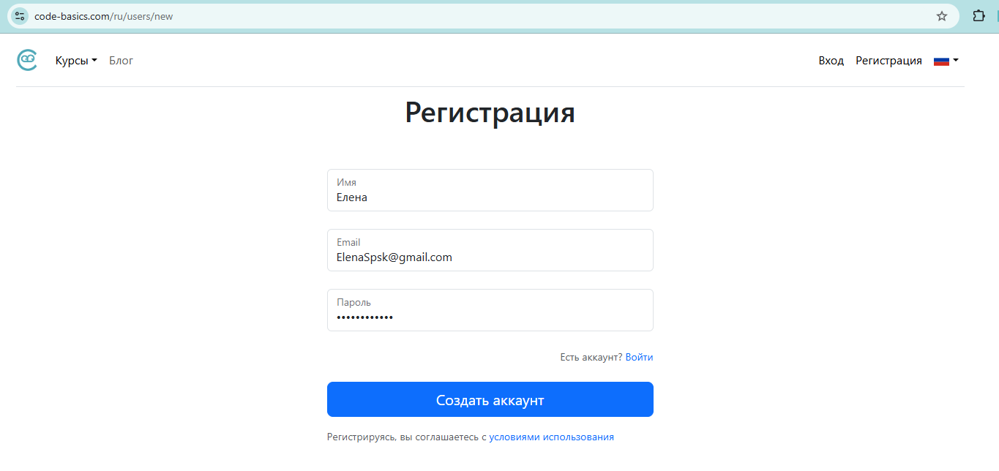 code-basics.com/ru/users/new
Курсы Блог Вход Регистрация
Регистрация
Имя
Елена
Email
ElenaSpsk@gmail.com
Пароль
••••••••••••
Есть аккаунт? Войти
Создать аккаунт
Регистрируясь, вы соглашаетесь с условиями использования